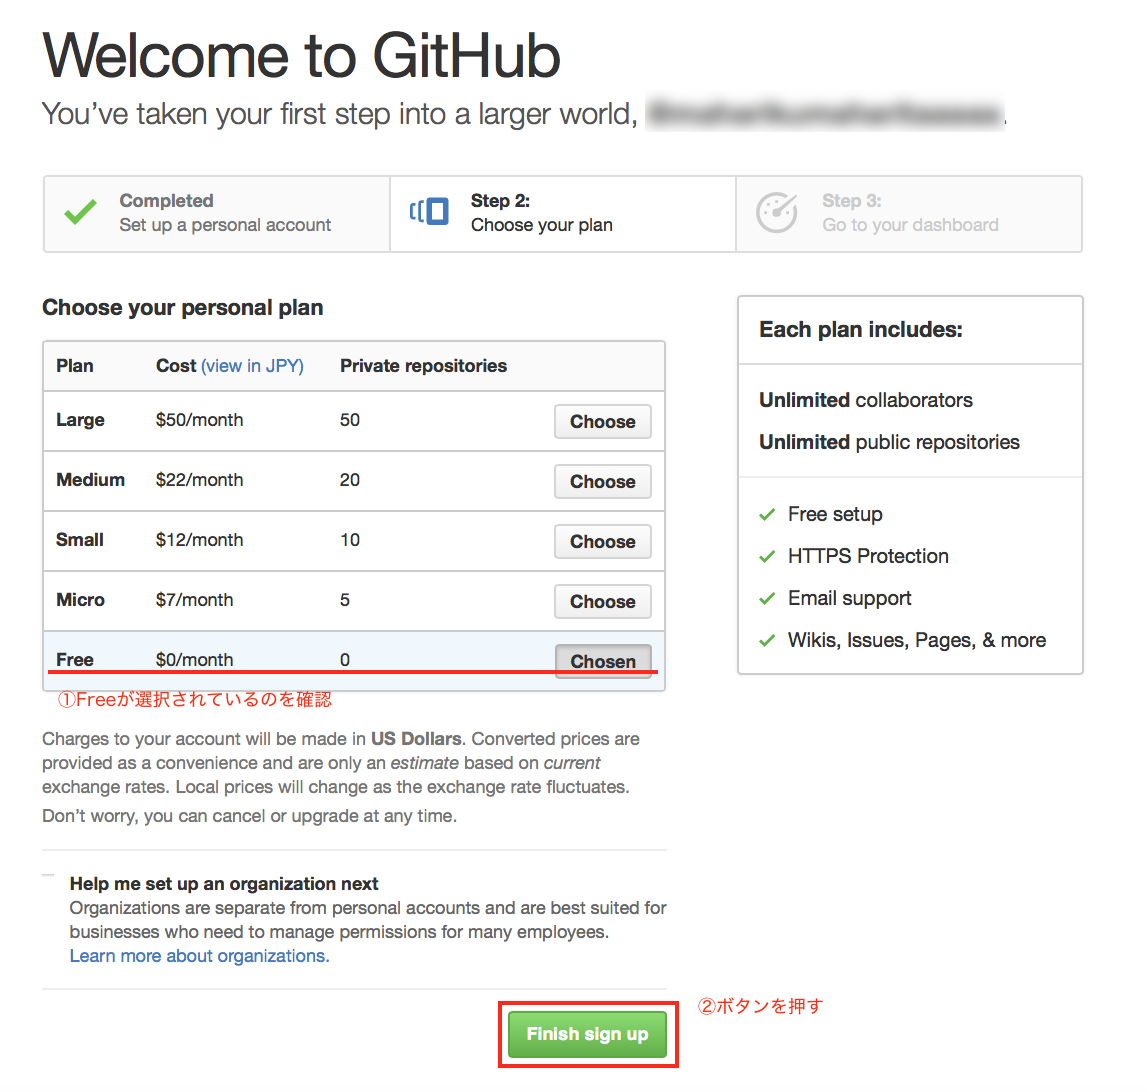 Welcome to GitHub
You've taken your first step into a larger world,
Completed
Set up a personal account
Step 2:
Choose your plan
Step 3:
Go to your dashboard
Choose your personal plan
Plan Cost (view in JPY) Private repositories
Large $50/month 50 Choose
Medium $22/month 20 Choose
Small $12/month 10 Choose
Micro $7/month 5 Choose
Free $0/month 0 Chosen
①Freeが選択されているのを確認
Charges to your account will be made in US Dollars. Converted prices are
provided as a convenience and are only an estimate based on current
exchange rates. Local prices will change as the exchange rate fluctuates.
Don't worry, you can cancel or upgrade at any time.
Help me set up an organization next
Organizations are separate from personal accounts and are best suited for
businesses who need to manage permissions for many employees.
Learn more about organizations.
Finish sign up
②ボタンを押す
Each plan includes:
Unlimited collaborators
Unlimited public repositories
Free setup
HTTPS Protection
Email support
Wikis, Issues, Pages, & more